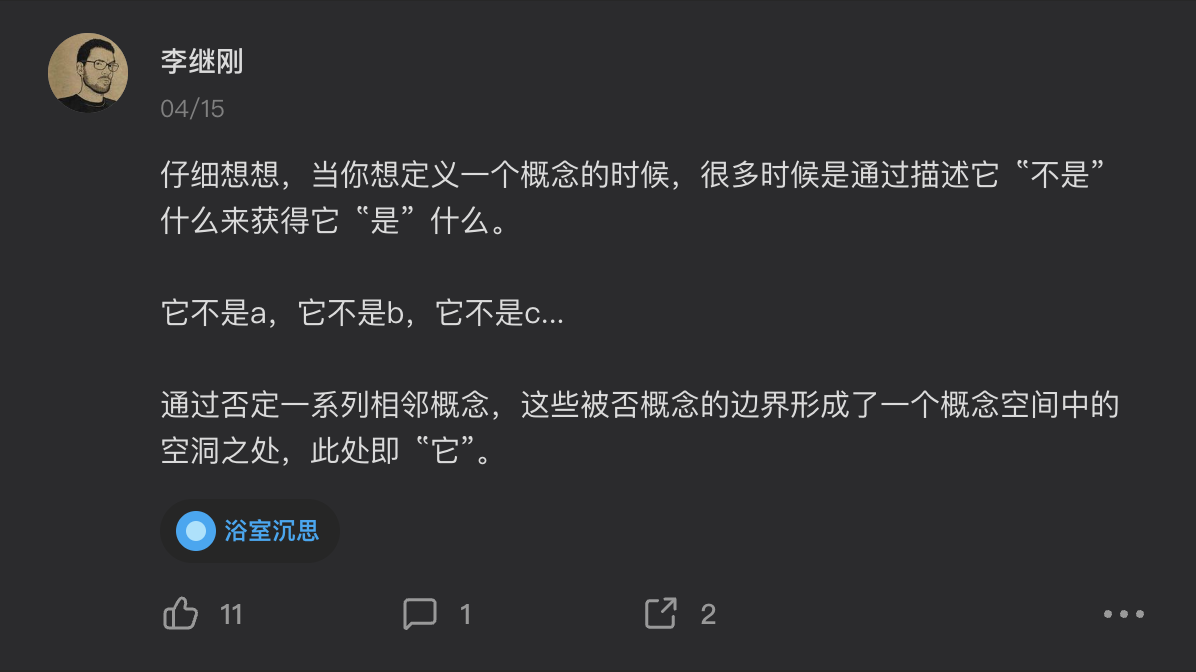 李继刚
04/15
仔细想想，当你想定义一个概念的时候，很多时候是通过描述它“不是”
什么来获得它“是”什么。
它不是a，它不是b，它不是c...
通过否定一系列相邻概念，这些被否概念的边界形成了一个概念空间中的
空洞之处，此处即“它”。
浴室沉思
11
1
2